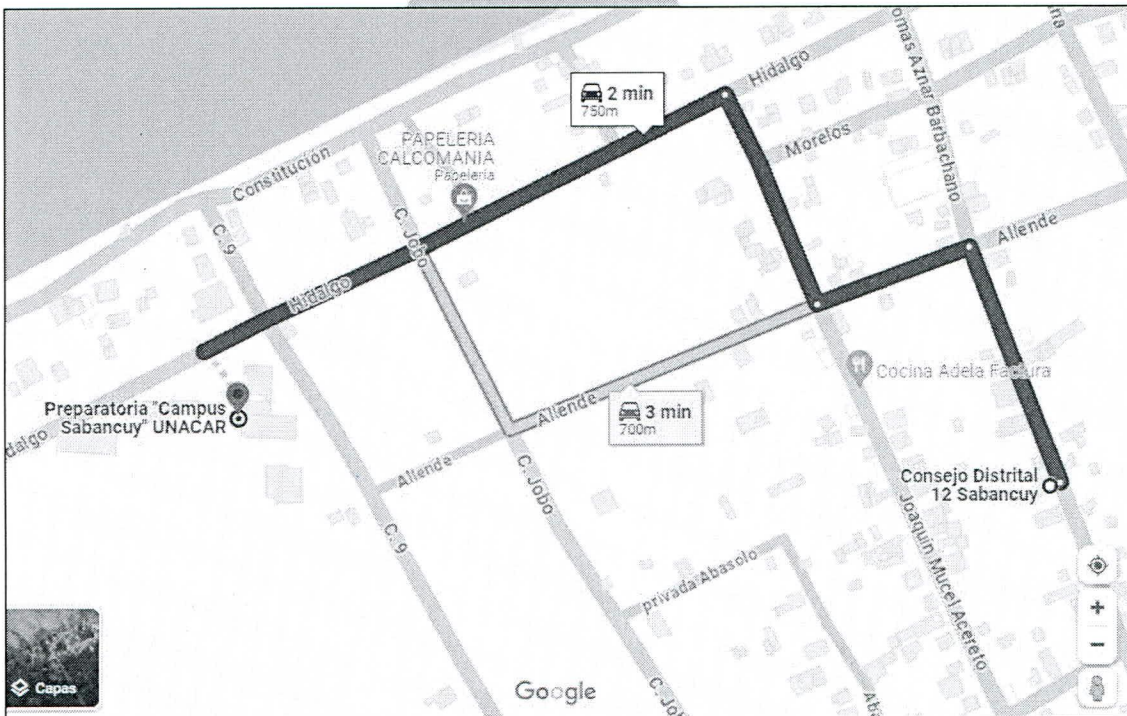 omas Aznar Barbachano
na
Hidalgo
2 min
750m
Morelos
PAPELERIA
CALCOMANIA
Papelería
Constitución
C. 9
C. Jobo
Allende
Hidalgo
Cocina Adela Factura
3 min
700m
Allende
Preparatoria "Campus
Sabancuy" UNACAR
dalgo
Allende
Consejo Distrital
12 Sabancuy
C. Jobo
C. 9
Joaquin Mucel Acereto
privada Abasolo
Capas
Google
C. Jo
Aba